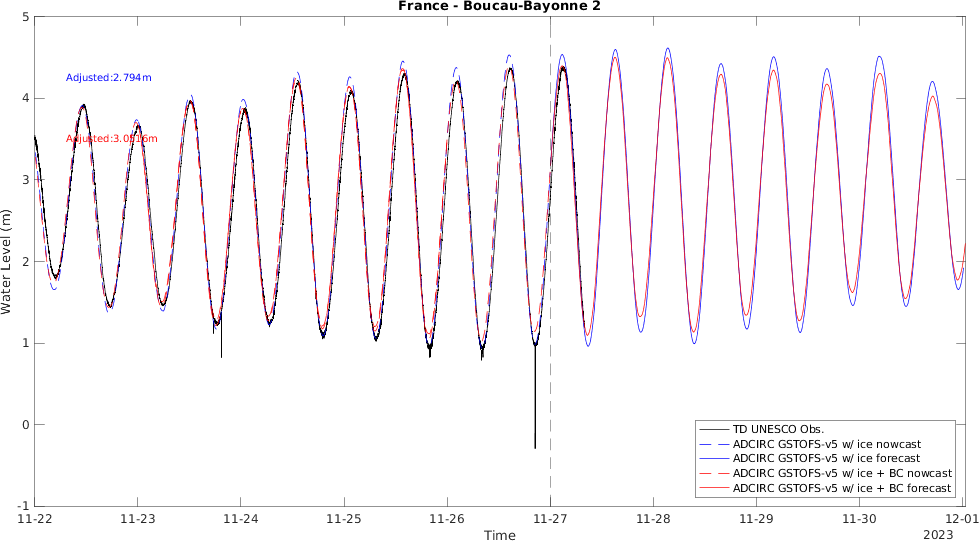 France - Boucau-Bayonne 2
Adjusted:2.794m
Water Level (m)
5
4
3
2
1
0
-1
11-22
11-23
11-24
11-25
11-26
11-27
11-28
11-29
11-30
12-01
2023
Time
TD UNESCO Obs.
ADCIRC GSTOFS-v5 w/ ice nowcast
ADCIRC GSTOFS-v5 w/ ice forecast
ADCIRC GSTOFS-v5 w/ ice + BC nowcast
ADCIRC GSTOFS-v5 w/ ice + BC forecast